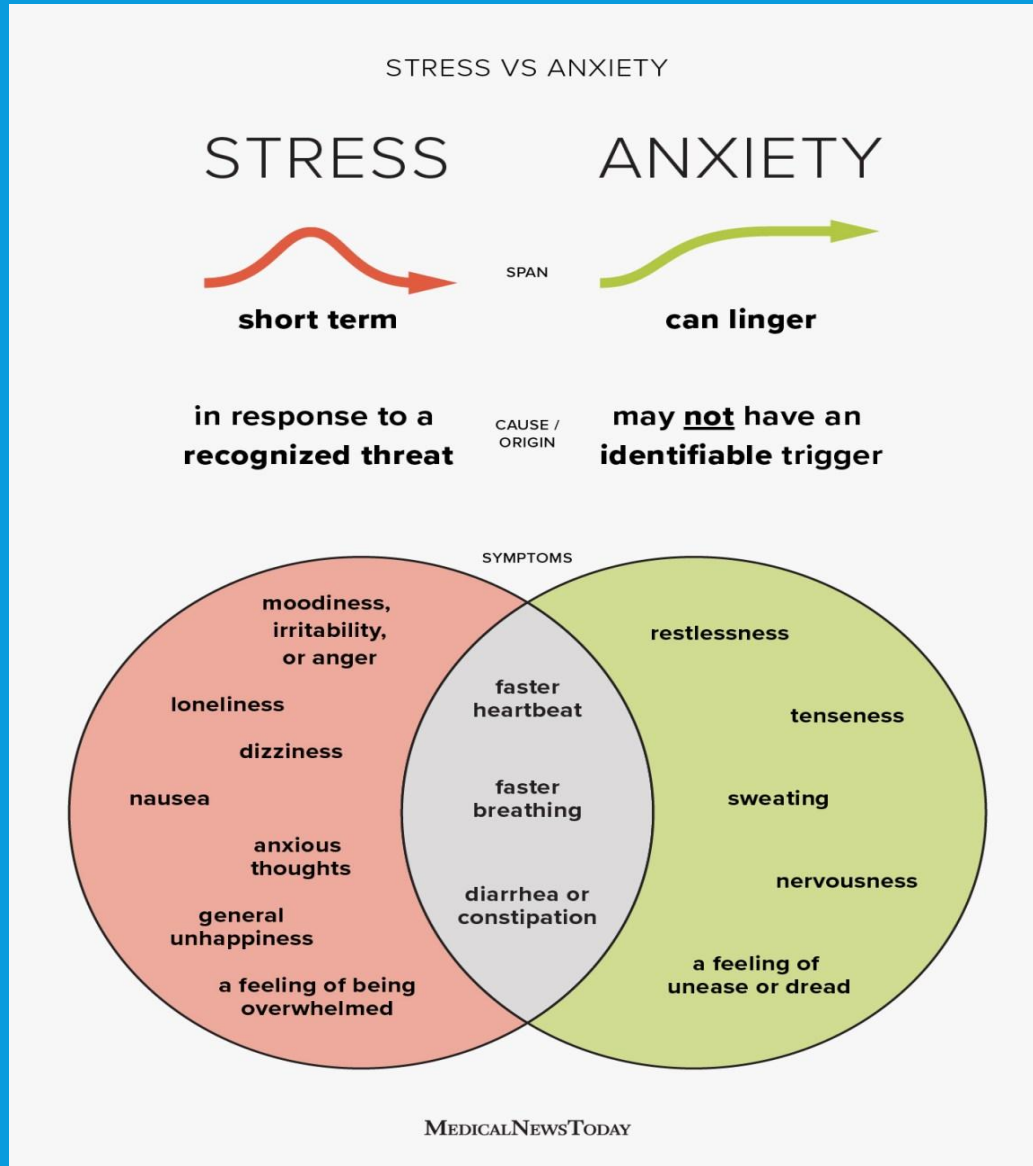 STRESS VS ANXIETY
STRESS
ANXIETY
SPAN
short term
can linger
in response to a
recognized threat
CAUSE /
ORIGIN
may not have an
identifiable trigger
SYMPTOMS
moodiness,
irritability,
or anger
loneliness
dizziness
nausea
anxious
thoughts
general
unhappiness
a feeling of being
overwhelmed
faster
heartbeat
faster
breathing
diarrhea or
constipation
restlessness
tenseness
sweating
nervousness
a feeling of
unease or dread
MEDICALNEWSTODAY